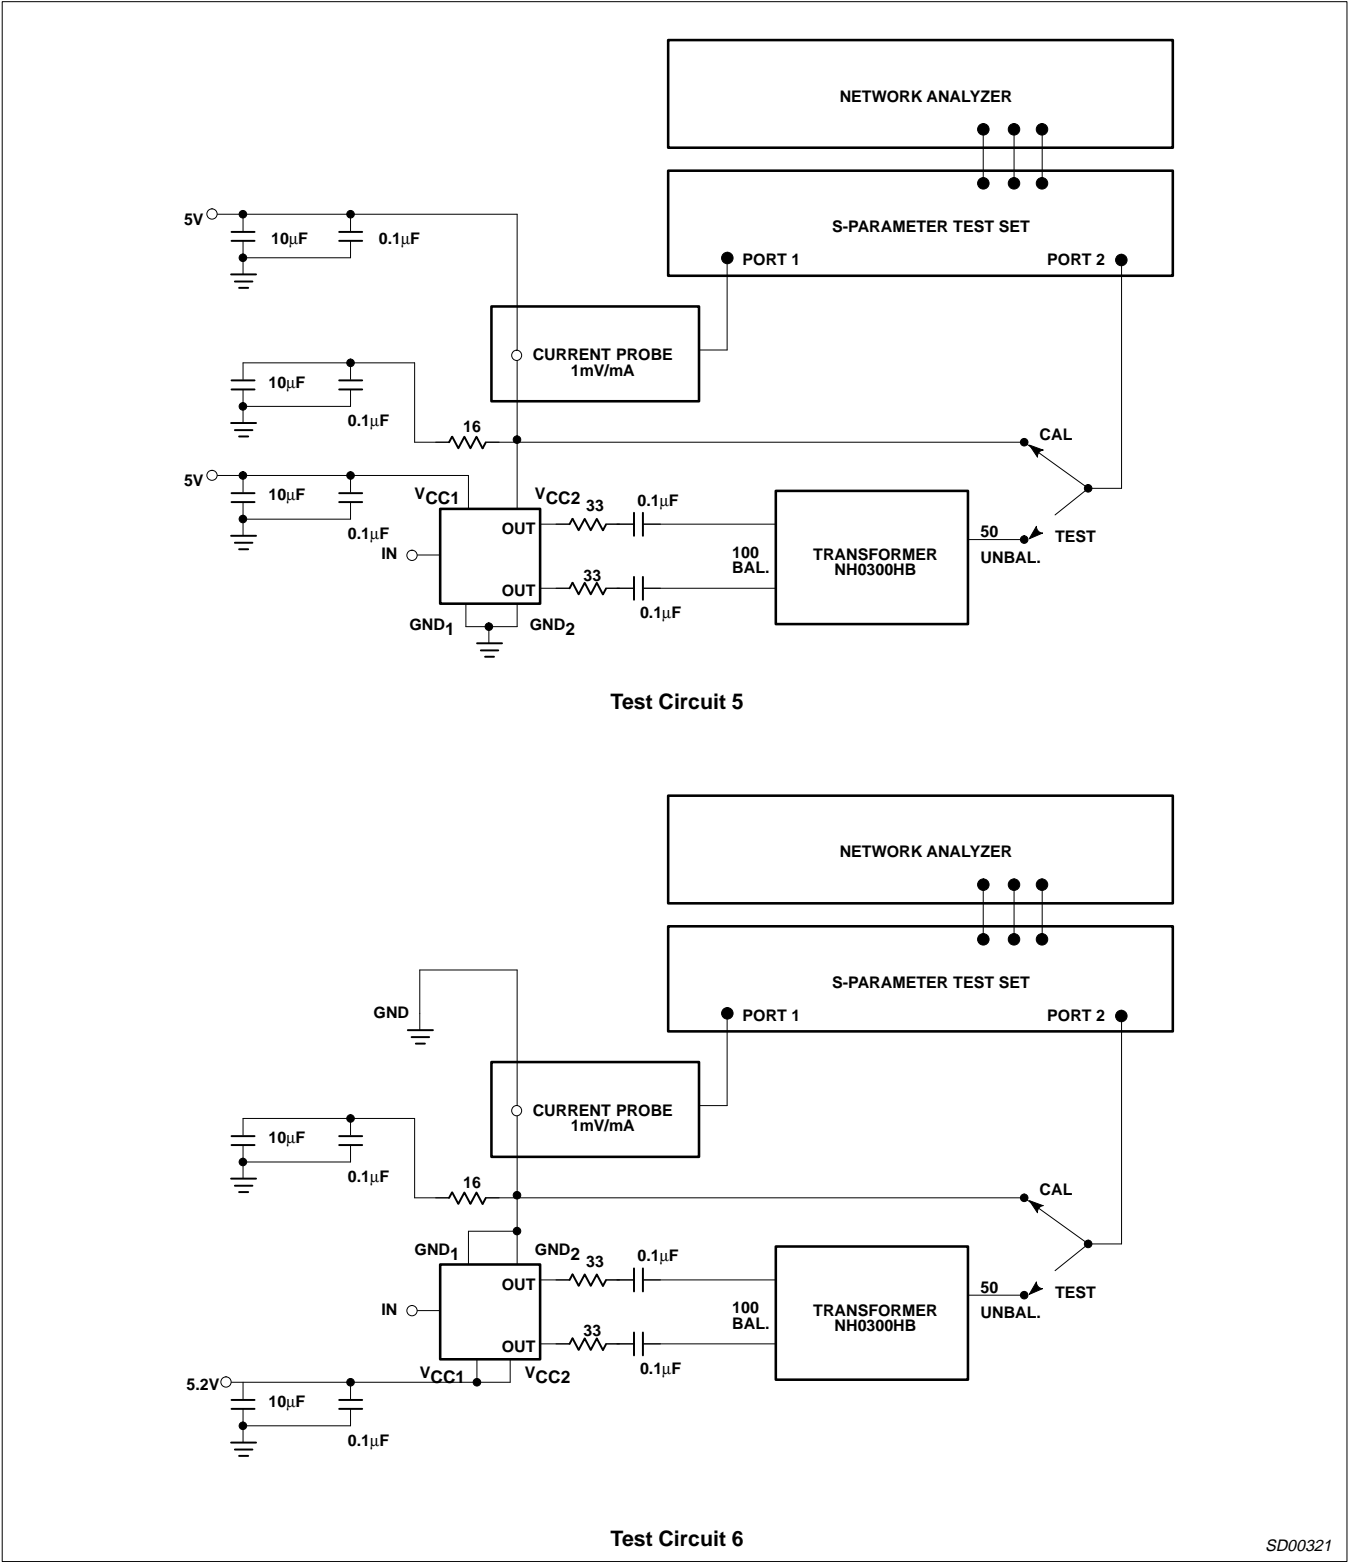 NETWORK ANALYZER
S-PARAMETER TEST SET
5V
10µF
0.1µF
PORT 1
PORT 2
CURRENT PROBE
1mV/mA
10µF
0.1µF
16
CAL
5V
10µF
0.1µF
VCC1
VCC2
33
0.1µF
OUT
IN
OUT
33
0.1µF
100
BAL.
TRANSFORMER
NH0300HB
50
UNBAL.
TEST
GND1
GND2
Test Circuit 5
NETWORK ANALYZER
S-PARAMETER TEST SET
GND
PORT 1
PORT 2
CURRENT PROBE
1mV/mA
10µF
0.1µF
16
CAL
GND1
GND2
33
0.1µF
OUT
IN
OUT
33
0.1µF
100
BAL.
TRANSFORMER
NH0300HB
50
UNBAL.
TEST
VCC1
VCC2
5.2V
10µF
0.1µF
Test Circuit 6
SD00321